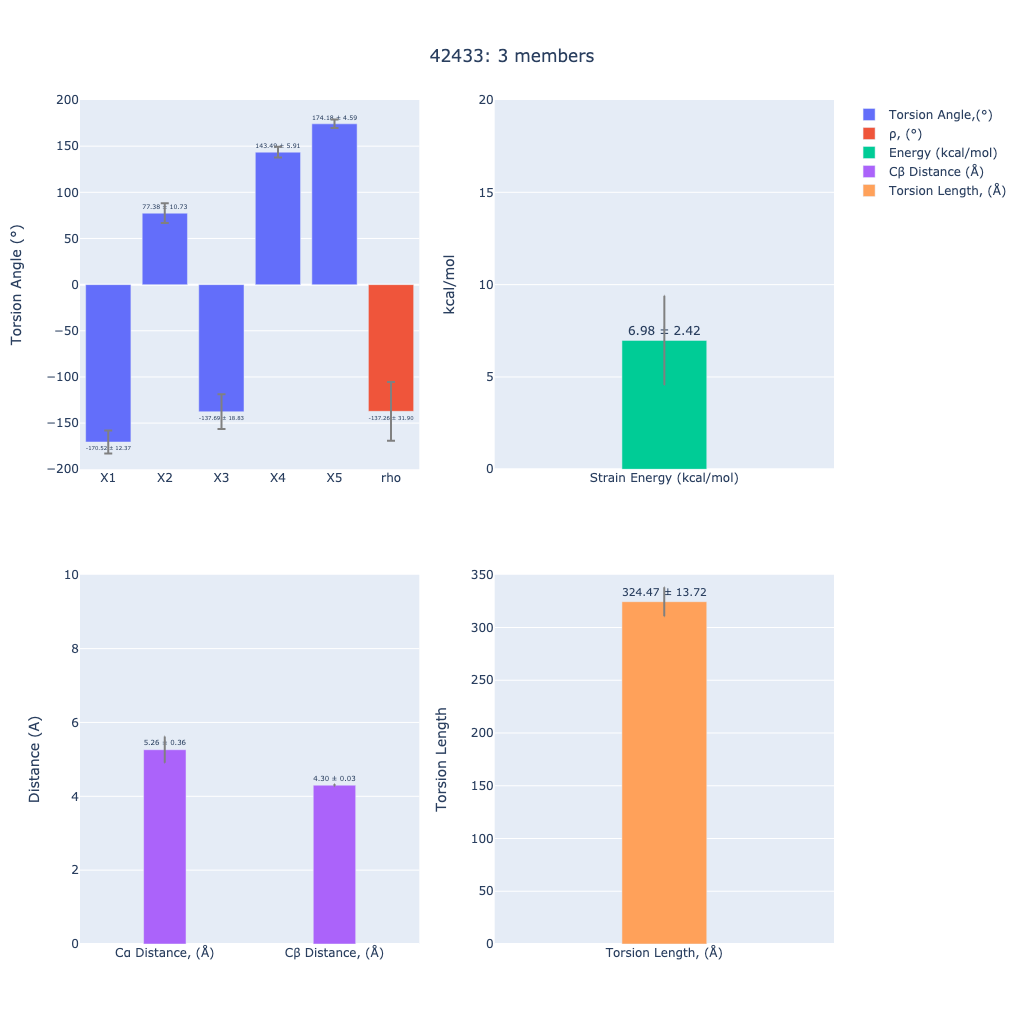 42433: 3 members
Torsion Angle (°)
200
150
100
50
0
−50
−100
−150
−200
-170.52 ± 12.37
77.38 ± 10.73
-137.69 ± 18.83
143.49 ± 5.91
174.18 ± 4.59
-137.26 ± 31.90
X1 X2 X3 X4 X5 rho
kcal/mol
20
15
10
5
0
6.98 ± 2.42
Strain Energy (kcal/mol)
Torsion Angle,(°)
ρ, (°)
Energy (kcal/mol)
Cβ Distance (Å)
Torsion Length, (Å)
Distance (A)
10
8
6
4
2
0
5.26 ± 0.36
4.30 ± 0.03
Cα Distance, (Å) Cβ Distance, (Å)
Torsion Length
350
300
250
200
150
100
50
0
324.47 ± 13.72
Torsion Length, (Å)